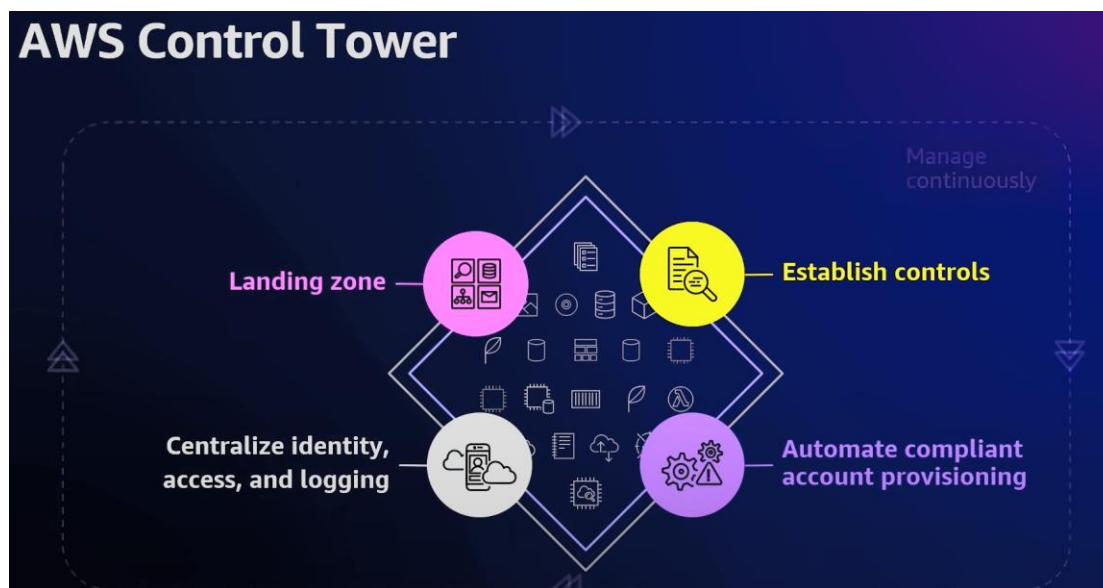 AWS Control Tower
Manage
continuously
Landing zone
Establish controls
Centralize identity,
access, and logging
Automate compliant
account provisioning